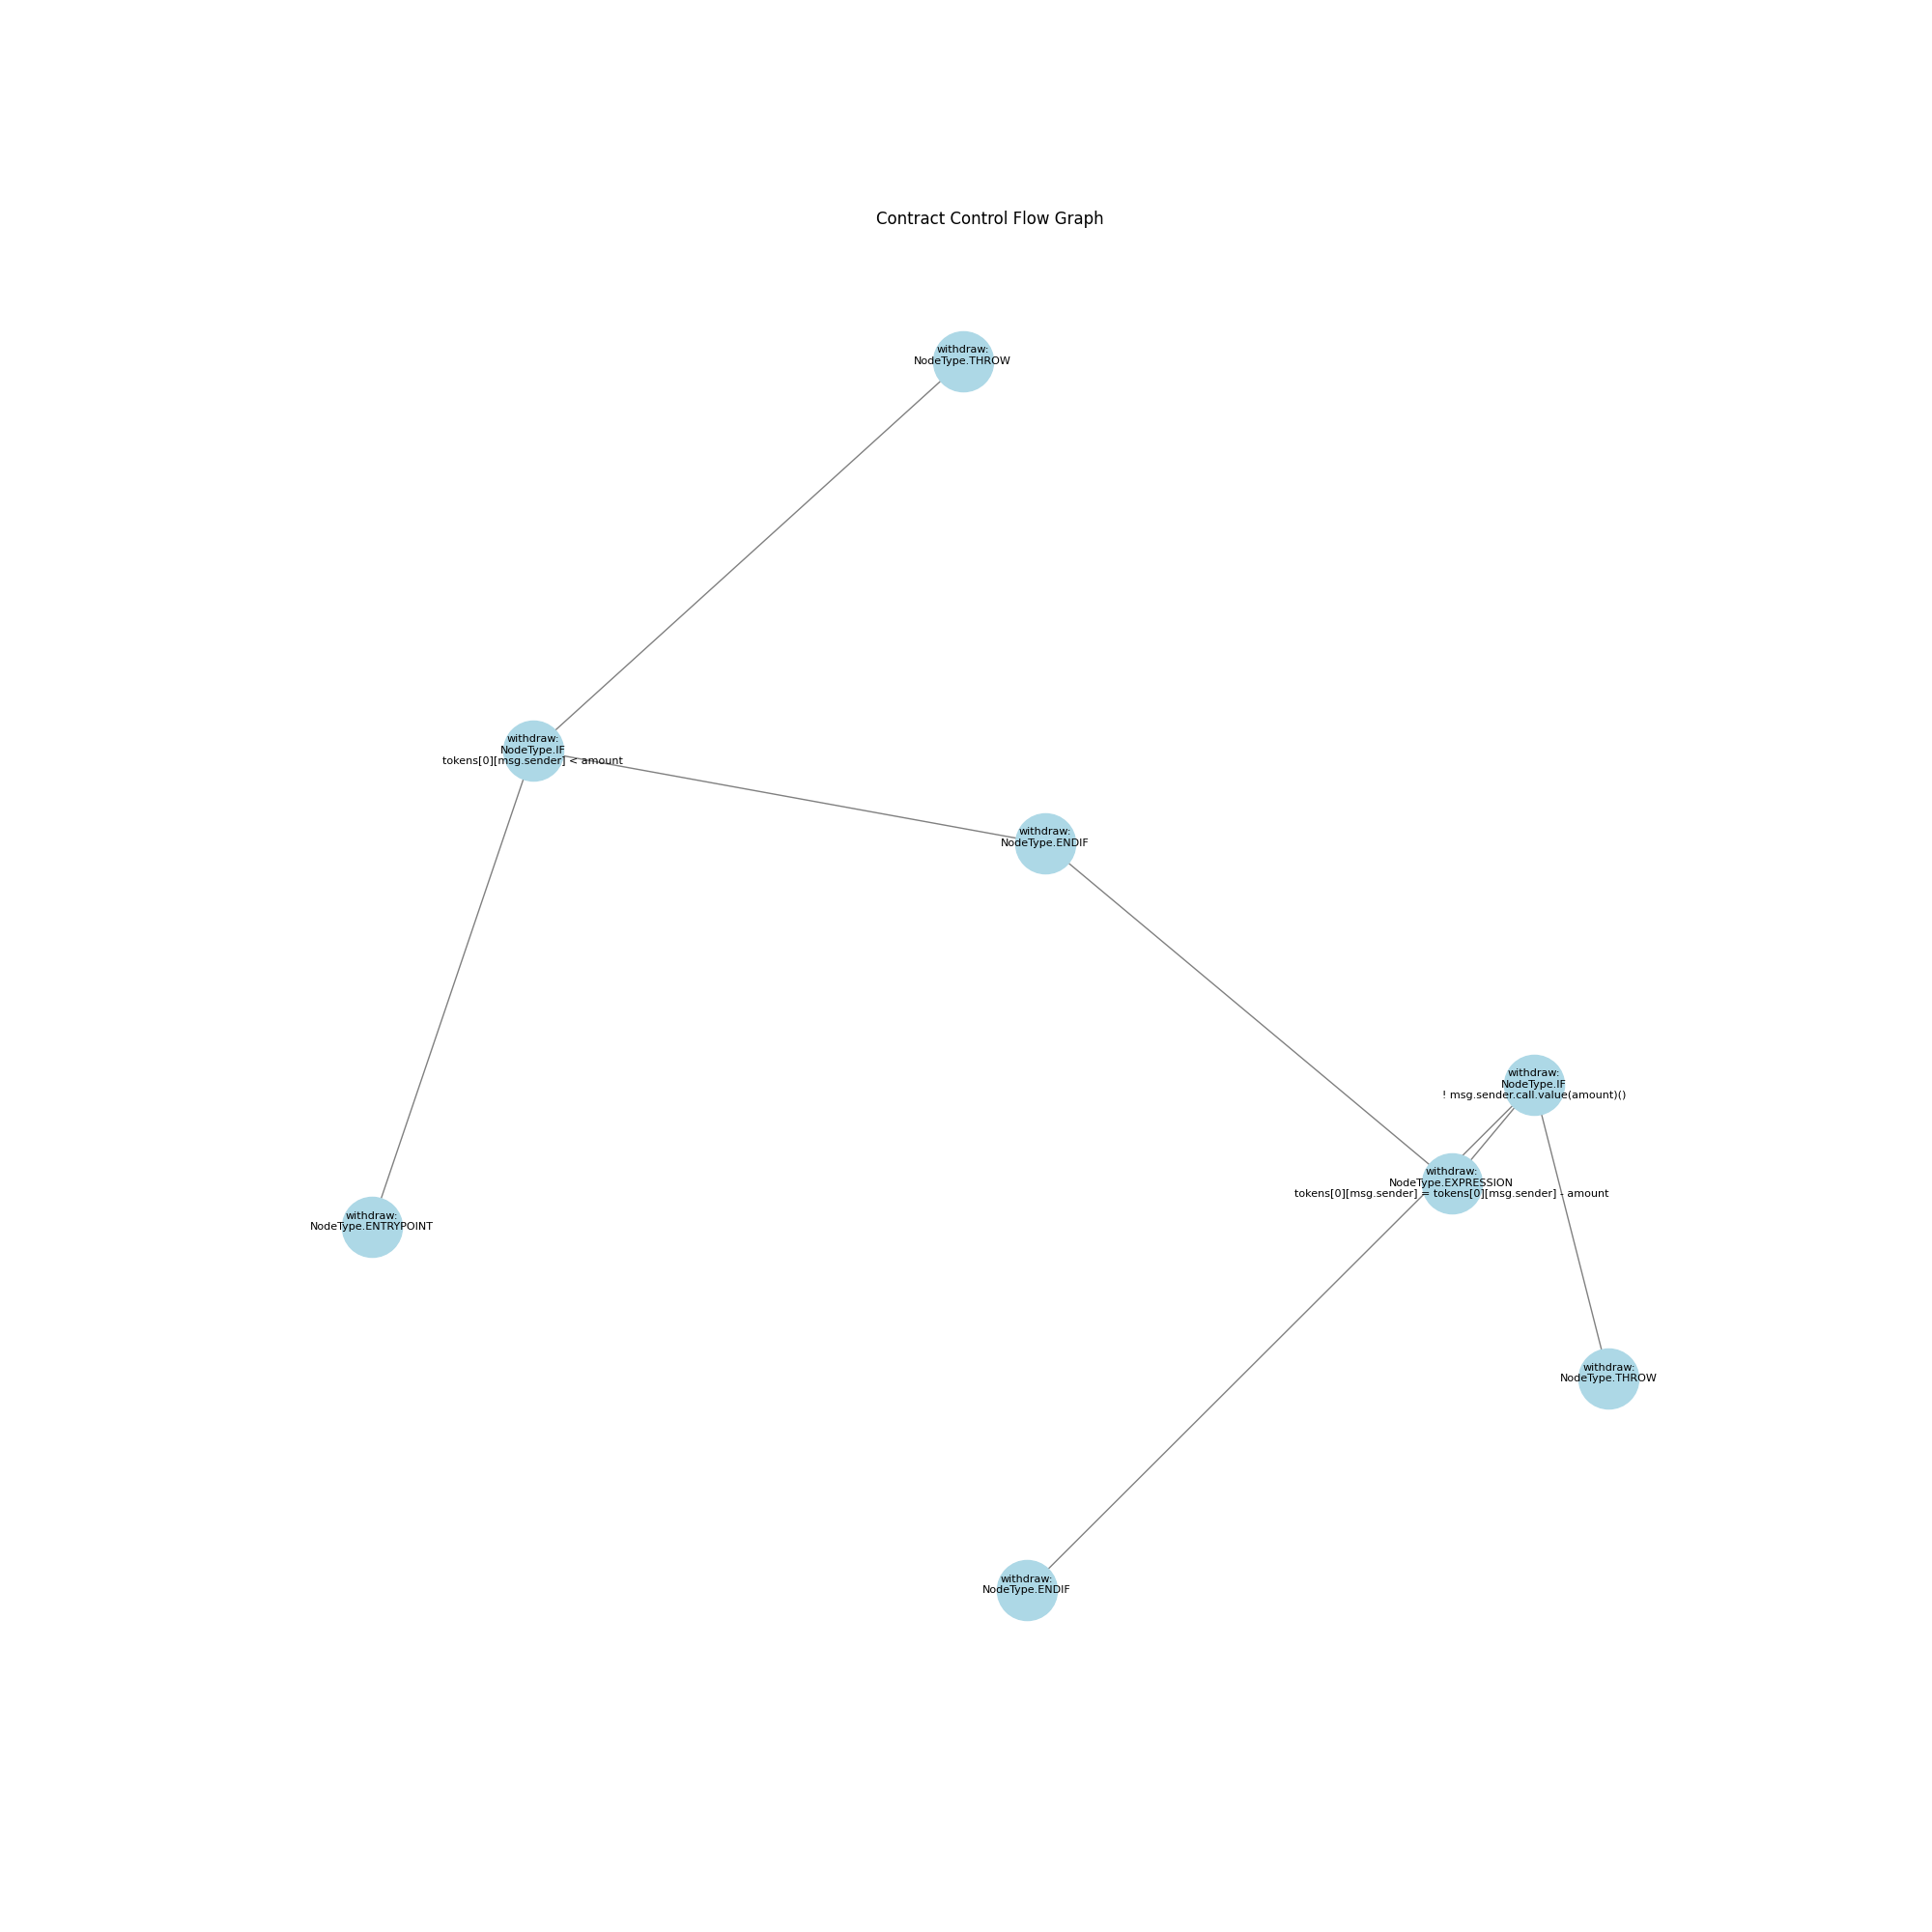 Contract Control Flow Graph
withdraw:
NodeType.THROW
withdraw:
NodeType.IF
tokens[0][msg.sender] < amount
withdraw:
NodeType.ENDIF
withdraw:
NodeType.IF
! msg.sender.call.value(amount)()
withdraw:
NodeType.EXPRESSION
tokens[0][msg.sender] = tokens[0][msg.sender] - amount
withdraw:
NodeType.ENTRYPOINT
withdraw:
NodeType.THROW
withdraw:
NodeType.ENDIF